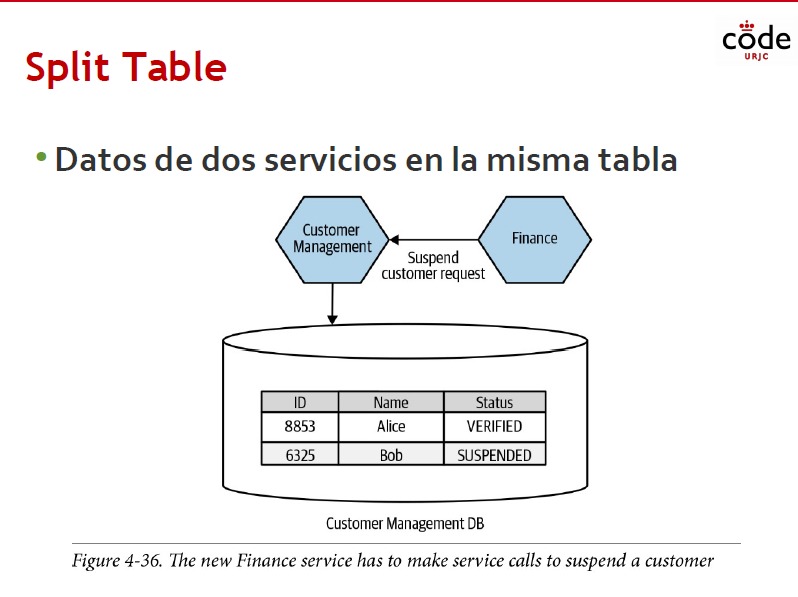 code
URJC
Split Table
• Datos de dos servicios en la misma tabla
Customer
Management
Finance
Suspend
customer request
ID Name Status
8853 Alice VERIFIED
6325 Bob SUSPENDED
Customer Management DB
Figure 4-36. The new Finance service has to make service calls to suspend a customer